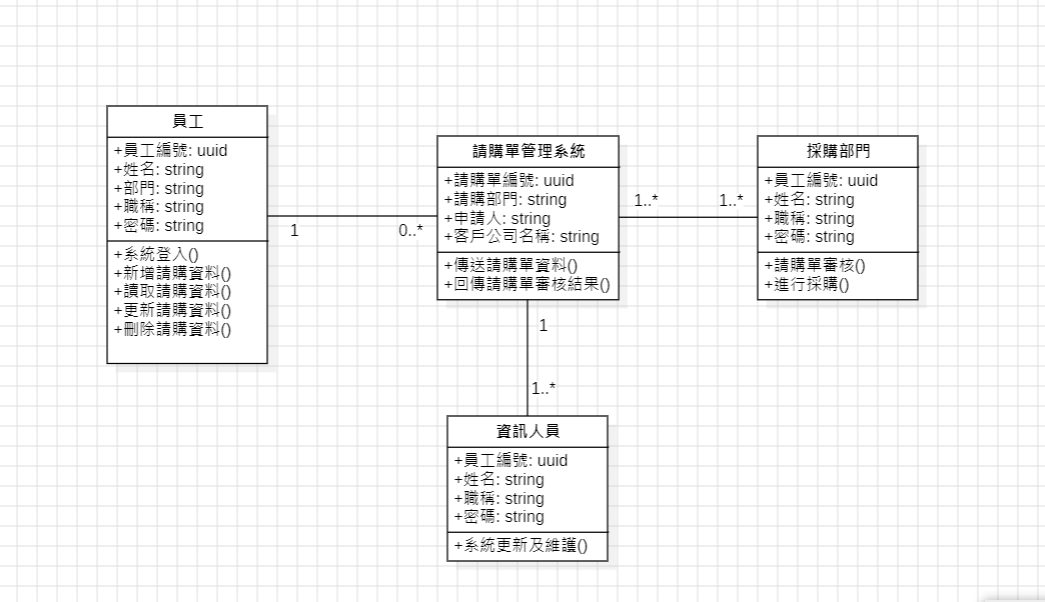 員工
+員工編號: uuid
+姓名: string
+部門: string
+職稱: string
+密碼: string
+系統登入()
+新增請購資料()
+讀取請購資料()
+更新請購資料()
+刪除請購資料()
1
0..*
請購單管理系統
+請購單編號: uuid
+請購部門: string
+申請人: string
+客戶公司名稱: string
+傳送請購單資料()
+回傳請購單審核結果()
1..*
1..*
採購部門
+員工編號: uuid
+姓名: string
+職稱: string
+密碼: string
+請購單審核()
+進行採購()
1
1..*
資訊人員
+員工編號: uuid
+姓名: string
+職稱: string
+密碼: string
+系統更新及維護()